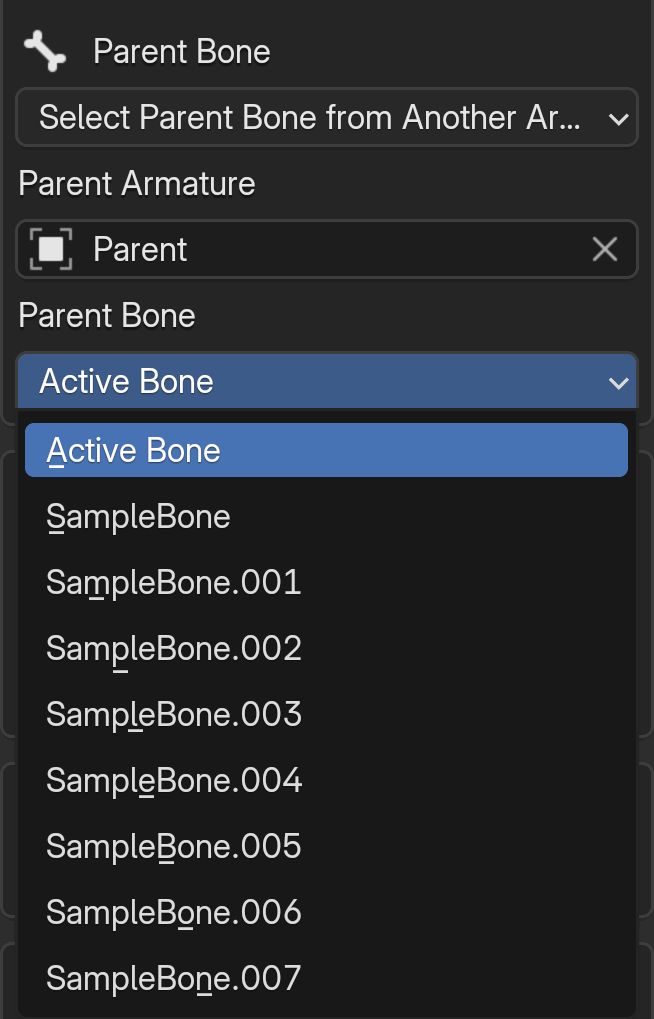 Parent Bone
Select Parent Bone from Another Ar...
Parent Armature
Parent
Parent Bone
Active Bone
Active Bone
SampleBone
SampleBone.001
SampleBone.002
SampleBone.003
SampleBone.004
SampleBone.005
SampleBone.006
SampleBone.007